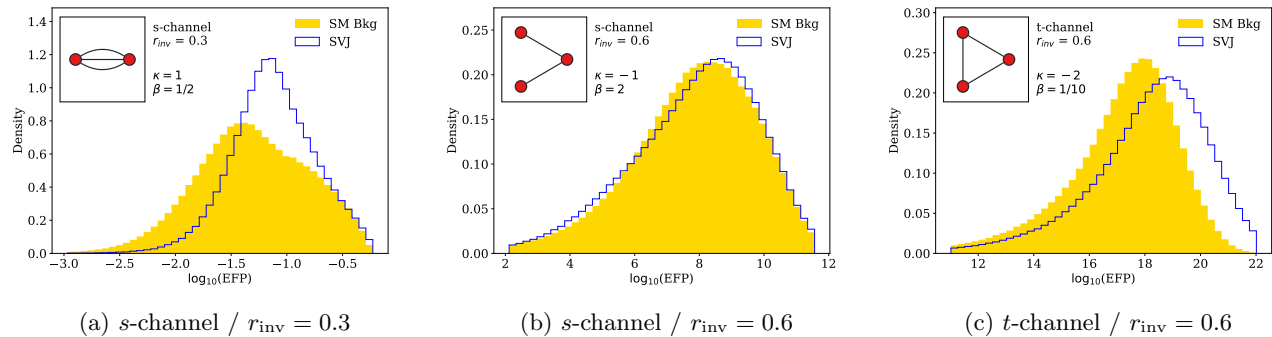 1.4
1.2
1.0
0.8
0.6
0.4
0.2
0.0
Density
s-channel
r_inv = 0.3
κ = 1
β = 1/2
SM Bkg
SVJ
−3.0 −2.5 −2.0 −1.5 −1.0 −0.5
log₁₀(EFP)
(a) s-channel / r_inv = 0.3
0.25
0.20
0.15
0.10
0.05
0.00
Density
s-channel
r_inv = 0.6
κ = −1
β = 2
SM Bkg
SVJ
2 4 6 8 10 12
log₁₀(EFP)
(b) s-channel / r_inv = 0.6
0.30
0.25
0.20
0.15
0.10
0.05
0.00
Density
t-channel
r_inv = 0.6
κ = −2
β = 1/10
SM Bkg
SVJ
12 14 16 18 20 22
log₁₀(EFP)
(c) t-channel / r_inv = 0.6